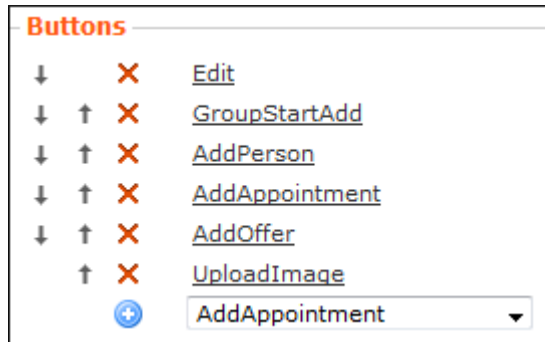 Buttons
Edit
GroupStartAdd
AddPerson
AddAppointment
AddOffer
UploadImage
AddAppointment